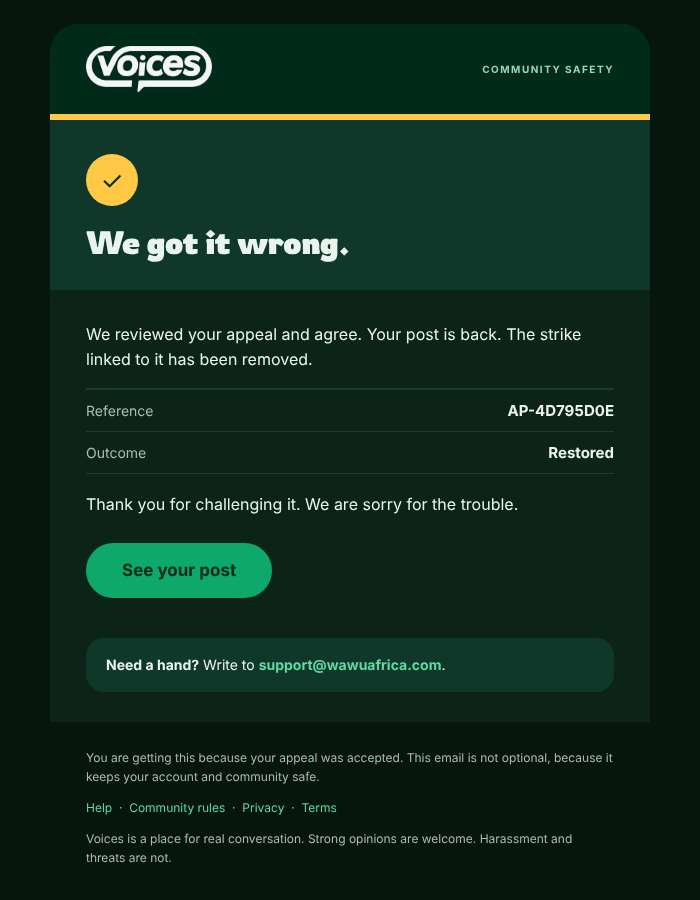 Voices
COMMUNITY SAFETY
We got it wrong.
We reviewed your appeal and agree. Your post is back. The strike
linked to it has been removed.
Reference AP-4D795D0E
Outcome Restored
Thank you for challenging it. We are sorry for the trouble.
See your post
Need a hand? Write to support@wawuafrica.com.
You are getting this because your appeal was accepted. This email is not optional, because it
keeps your account and community safe.
Help · Community rules · Privacy · Terms
Voices is a place for real conversation. Strong opinions are welcome. Harassment and
threats are not.